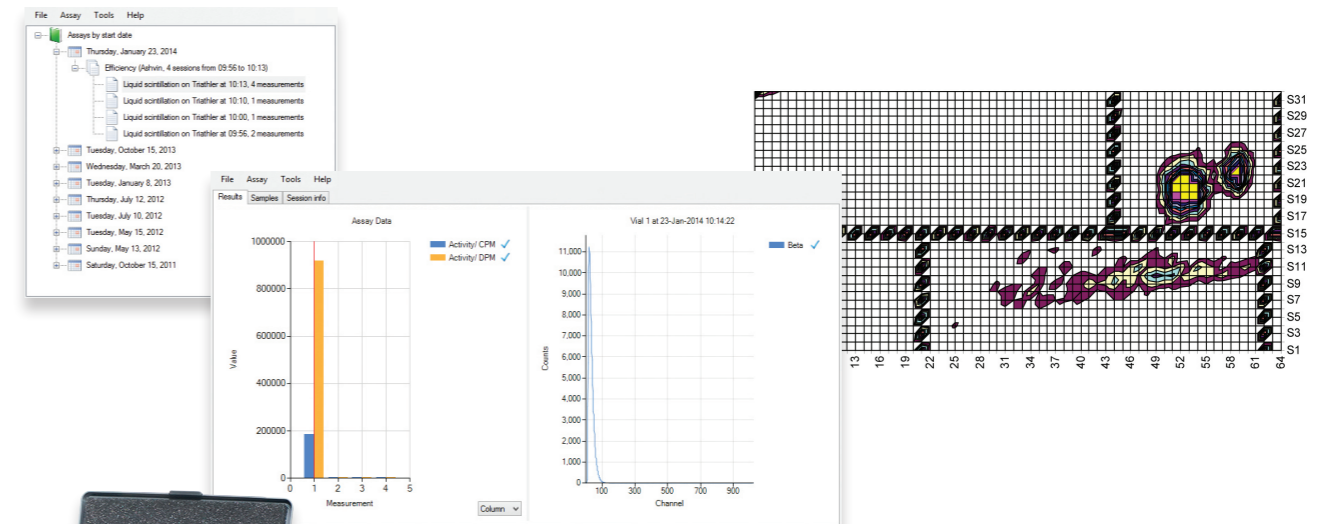 File Assay Tools Help
Assays by start date
Thursday, January 23, 2014
Efficiency (Ashvin, 4 sessions from 09:56 to 10:13)
Liquid scintillation on Triathler at 10:13, 4 measurements
Liquid scintillation on Triathler at 10:10, 1 measurements
Liquid scintillation on Triathler at 10:00, 1 measurements
Liquid scintillation on Triathler at 09:56, 2 measurements
Tuesday, October 15, 2013
Wednesday, March 20, 2013
Tuesday, January 8, 2013
Thursday, July 12, 2012
Tuesday, July 10, 2012
Tuesday, May 15, 2012
Sunday, May 13, 2012
Saturday, October 15, 2011
File Assay Tools Help
Results Samples Session info
Assay Data
1000000
800000
600000
400000
200000
0
Value
0 1 2 3 4 5
Measurement
Activity/ CPM
Activity/ DPM
Column
Vial 1 at 23-Jan-2014 10:14:22
11,000
10,000
9,000
8,000
7,000
6,000
5,000
4,000
3,000
2,000
1,000
0
Counts
100 300 500 700 900
Channel
Beta
S31
S29
S27
S25
S23
S21
S19
S17
S15
S13
S11
S9
S7
S5
S3
S1
13 16 19 22 25 28 31 34 37 40 43 46 49 52 55 58 61 64